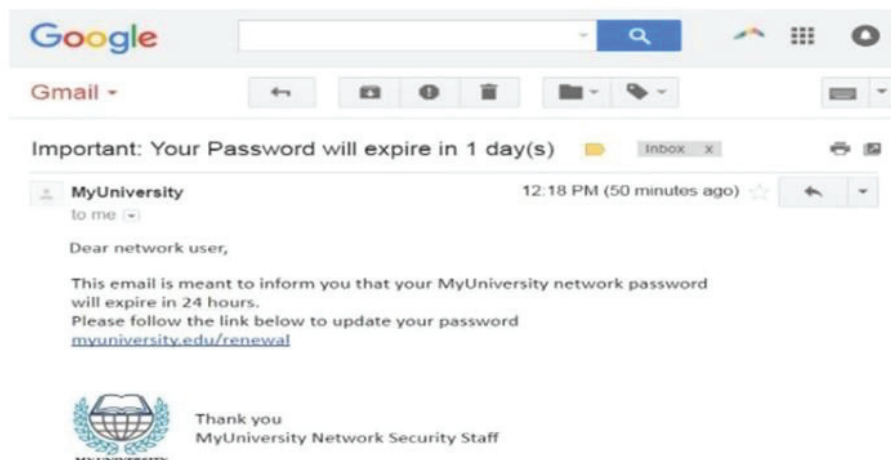 Google
Gmail
Important: Your Password will expire in 1 day(s) Inbox x
MyUniversity 12:18 PM (50 minutes ago)
to me
Dear network user,
This email is meant to inform you that your MyUniversity network password
will expire in 24 hours.
Please follow the link below to update your password
myuniversity.edu/renewal
Thank you
MyUniversity Network Security Staff
MY UNIVERSITY